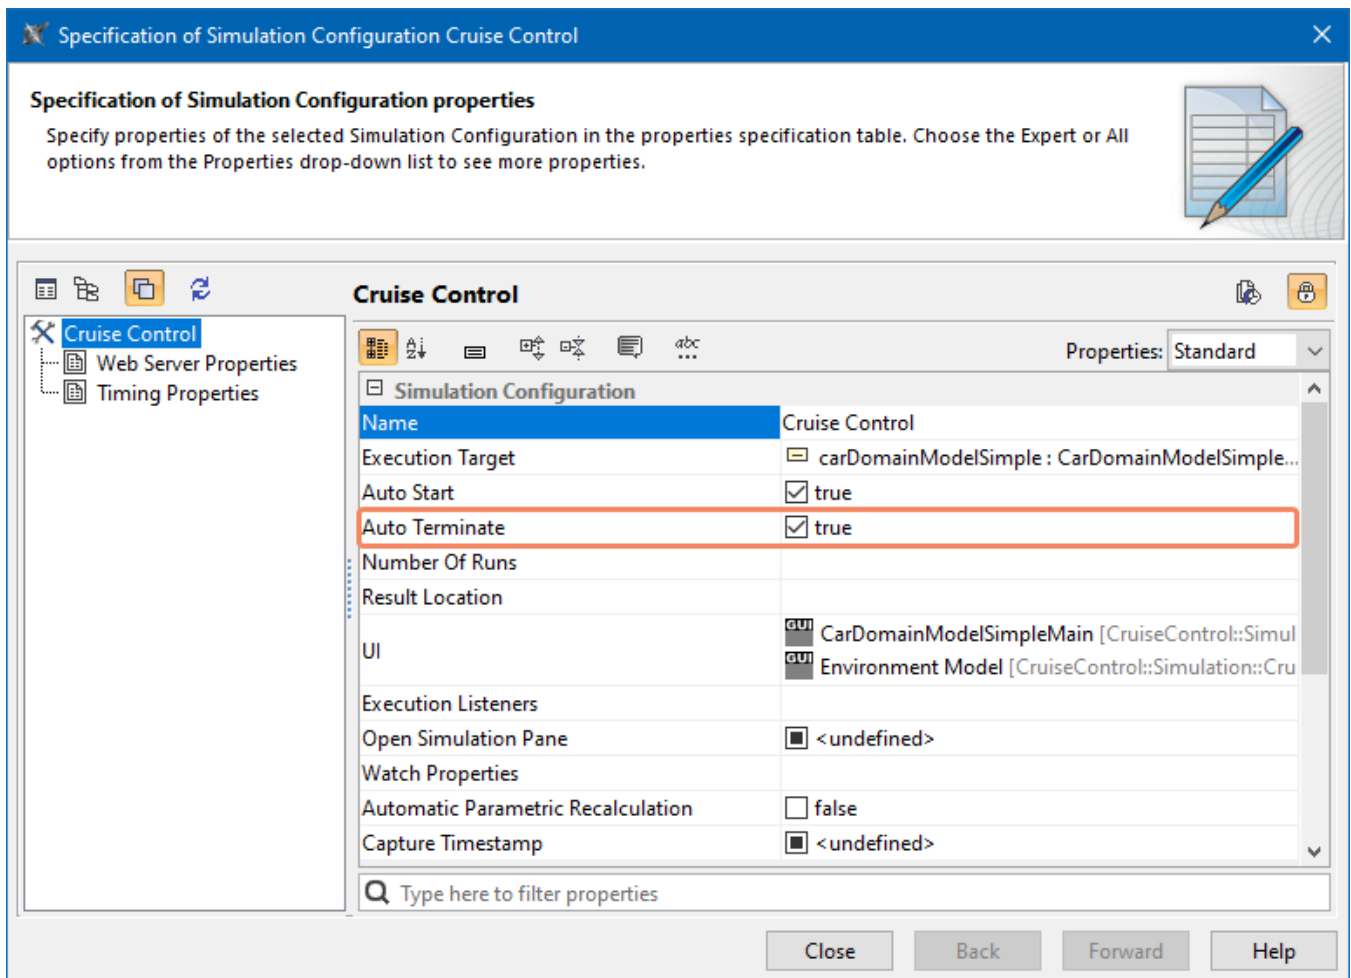 Specification of Simulation Configuration Cruise Control
Specification of Simulation Configuration properties
Specify properties of the selected Simulation Configuration in the properties specification table. Choose the Expert or All
options from the Properties drop-down list to see more properties.
Cruise Control
Cruise Control
Web Server Properties
Timing Properties
Properties: Standard
Simulation Configuration
Name Cruise Control
Execution Target carDomainModelSimple : CarDomainModelSimple...
Auto Start true
Auto Terminate true
Number Of Runs
Result Location
UI
GUI CarDomainModelSimpleMain [CruiseControl::Simul
GUI Environment Model [CruiseControl::Simulation::Cru
Execution Listeners
Open Simulation Pane <undefined>
Watch Properties
Automatic Parametric Recalculation false
Capture Timestamp <undefined>
Type here to filter properties
Close Back Forward Help